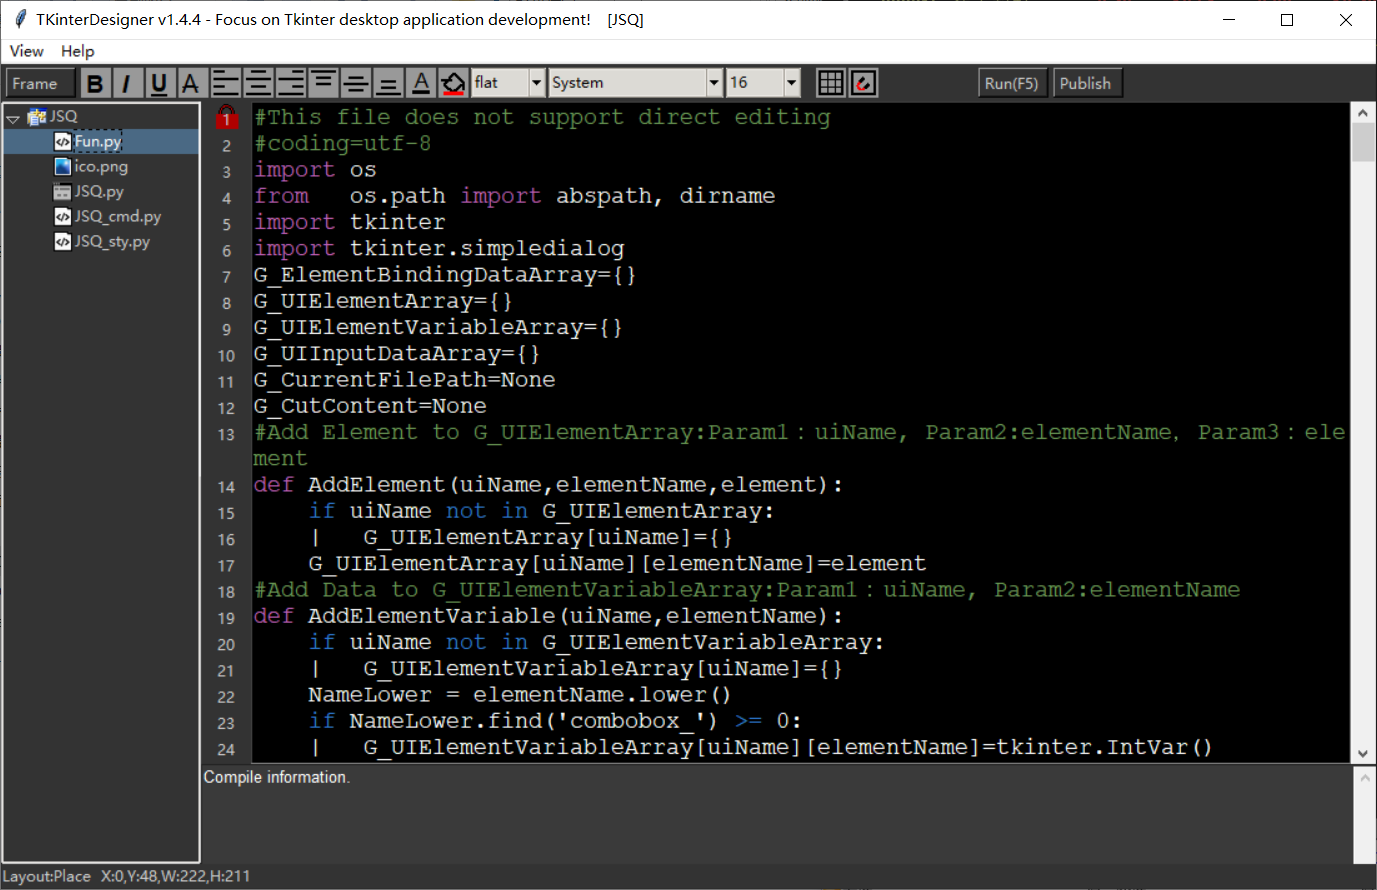 TKinterDesigner v1.4.4 - Focus on Tkinter desktop application development! [JSQ]
View Help
Frame B I U A A flat System 16 Run(F5) Publish
JSQ
Fun.py
ico.png
JSQ.py
JSQ_cmd.py
JSQ_sty.py
1 #This file does not support direct editing
2 #coding=utf-8
3 import os
4 from   os.path import abspath, dirname
5 import tkinter
6 import tkinter.simpledialog
7 G_ElementBindingDataArray={}
8 G_UIElementArray={}
9 G_UIElementVariableArray={}
10 G_UIInputDataArray={}
11 G_CurrentFilePath=None
12 G_CutContent=None
13 #Add Element to G_UIElementArray:Param1：uiName, Param2:elementName, Param3：ele
ment
14 def AddElement(uiName,elementName,element):
15     if uiName not in G_UIElementArray:
16     |   G_UIElementArray[uiName]={}
17     G_UIElementArray[uiName][elementName]=element
18 #Add Data to G_UIElementVariableArray:Param1：uiName, Param2:elementName
19 def AddElementVariable(uiName,elementName):
20     if uiName not in G_UIElementVariableArray:
21     |   G_UIElementVariableArray[uiName]={}
22     NameLower = elementName.lower()
23     if NameLower.find('combobox_') >= 0:
24     |   G_UIElementVariableArray[uiName][elementName]=tkinter.IntVar()
Compile information.
Layout:Place X:0,Y:48,W:222,H:211